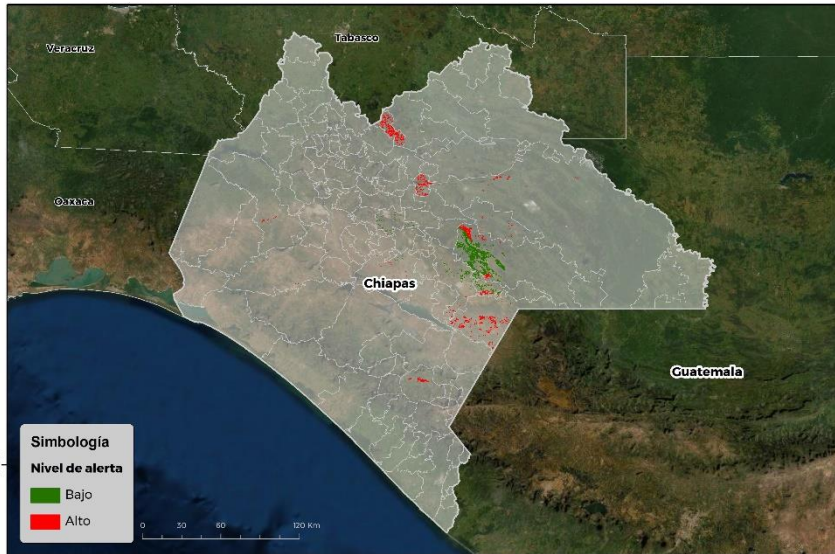 Tabasco
Veracruz
Oaxaca
Chiapas
Guatemala
Simbología
Nivel de alerta
Bajo
Alto
0 30 60 120 Km